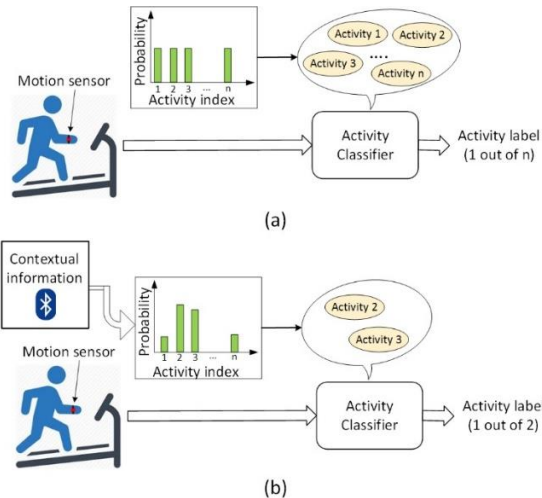 Probability
1 2 3 ... n
Activity index
Activity 1
Activity 2
....
Activity 3
Activity n
Motion sensor
Activity
Classifier
Activity label
(1 out of n)
(a)
Contextual
information
Probability
1 2 3 ... n
Activity index
Activity 2
Activity 3
Motion sensor
Activity
Classifier
Activity label
(1 out of 2)
(b)